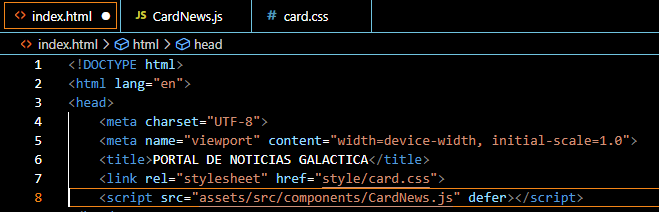 index.html JS CardNews.js # card.css
index.html > html > head
1 <!DOCTYPE html>
2 <html lang="en">
3 <head>
4 <meta charset="UTF-8">
5 <meta name="viewport" content="width=device-width, initial-scale=1.0">
6 <title>PORTAL DE NOTICIAS GALACTICA</title>
7 <link rel="stylesheet" href="style/card.css">
8 <script src="assets/src/components/CardNews.js" defer></script>